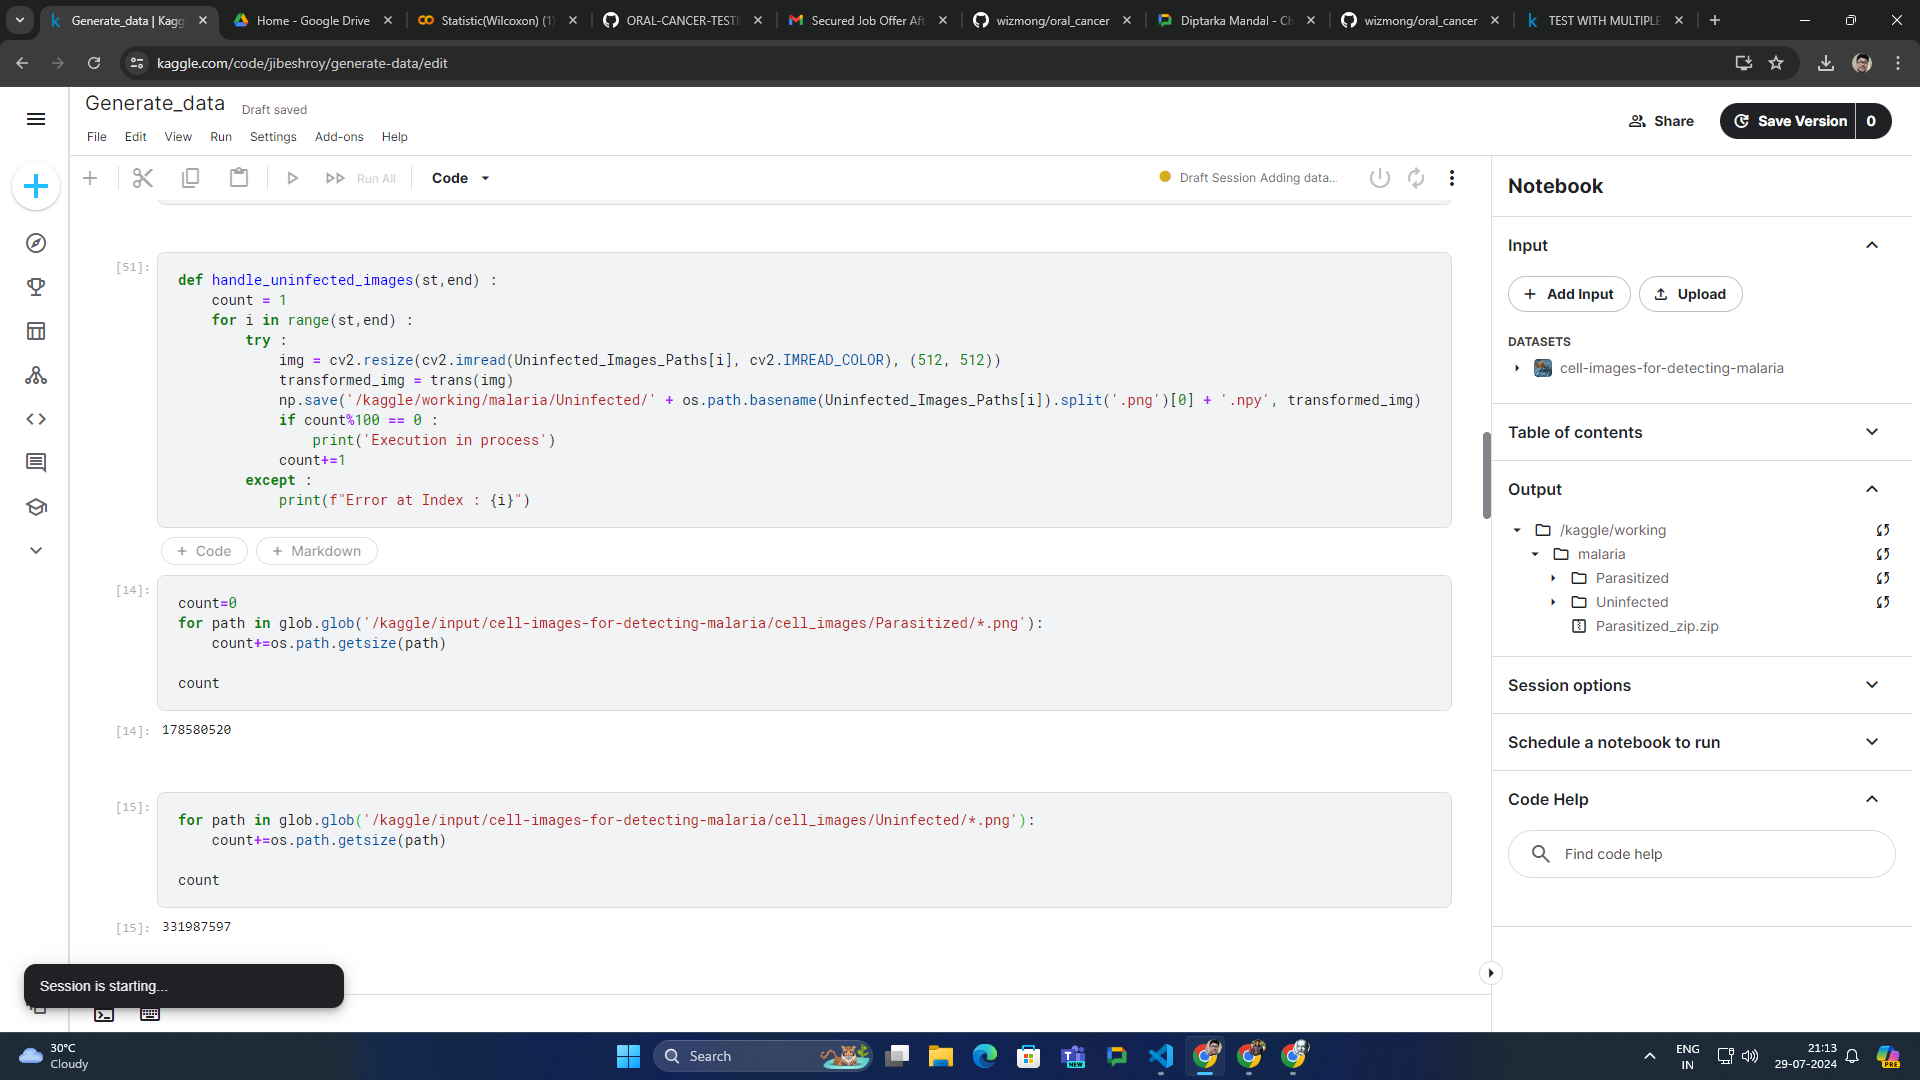 Generate_data | Kagg
Home - Google Drive
Statistic(Wilcoxon) (1)
ORAL-CANCER-TESTI
Secured Job Offer Aft
wizmong/oral_cancer
Diptarka Mandal - Ch
wizmong/oral_cancer
TEST WITH MULTIPLE
kaggle.com/code/jibeshroy/generate-data/edit
Generate_data Draft saved
File Edit View Run Settings Add-ons Help
Share
Save Version 0
Run All Code
Draft Session Adding data...
[51]:
def handle_uninfected_images(st,end) :
count = 1
for i in range(st,end) :
try :
img = cv2.resize(cv2.imread(Uninfected_Images_Paths[i], cv2.IMREAD_COLOR), (512, 512))
transformed_img = trans(img)
np.save('/kaggle/working/malaria/Uninfected/' + os.path.basename(Uninfected_Images_Paths[i]).split('.png')[0] + '.npy', transformed_img)
if count%100 == 0 :
print('Execution in process')
count+=1
except :
print(f"Error at Index : {i}")
+ Code + Markdown
[14]:
count=0
for path in glob.glob('/kaggle/input/cell-images-for-detecting-malaria/cell_images/Parasitized/*.png'):
count+=os.path.getsize(path)
count
[14]: 178580520
[15]:
for path in glob.glob('/kaggle/input/cell-images-for-detecting-malaria/cell_images/Uninfected/*.png'):
count+=os.path.getsize(path)
count
[15]: 331987597
Session is starting...
Notebook
Input
+ Add Input
Upload
DATASETS
cell-images-for-detecting-malaria
Table of contents
Output
/kaggle/working
malaria
Parasitized
Uninfected
Parasitized_zip.zip
Session options
Schedule a notebook to run
Code Help
Find code help
30°C
Cloudy
Search
NEW
ENG
IN
21:13
29-07-2024
PRE